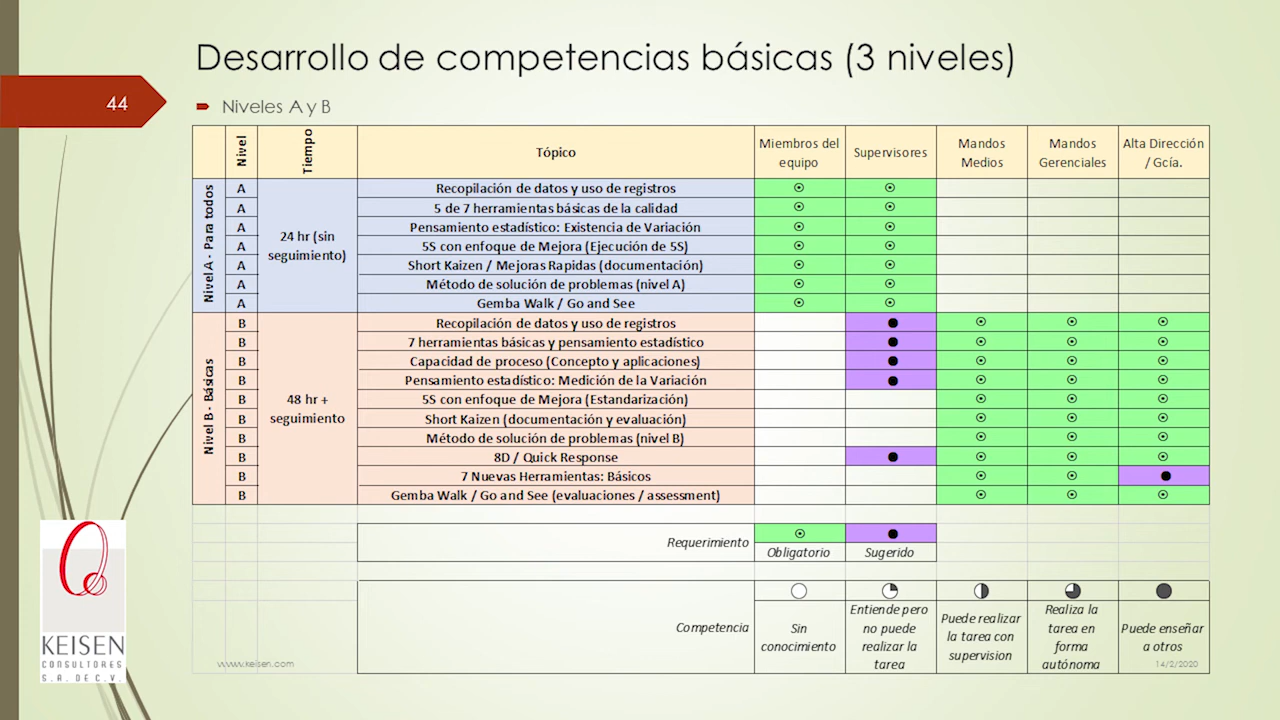 Desarrollo de competencias básicas (3 niveles)
44
Niveles A y B
Nivel
Tiempo
Tópico
Miembros del
equipo
Supervisores
Mandos
Medios
Mandos
Gerenciales
Alta Dirección
/ Gcía.
Nivel A - Para todos
24 hr (sin
seguimiento)
A Recopilación de datos y uso de registros
A 5 de 7 herramientas básicas de la calidad
A Pensamiento estadístico: Existencia de Variación
A 5S con enfoque de Mejora (Ejecución de 5S)
A Short Kaizen / Mejoras Rapidas (documentación)
A Método de solución de problemas (nivel A)
A Gemba Walk / Go and See
Nivel B - Básicas
48 hr +
seguimiento
B Recopilación de datos y uso de registros
B 7 herramientas básicas y pensamiento estadístico
B Capacidad de proceso (Concepto y aplicaciones)
B Pensamiento estadístico: Medición de la Variación
B 5S con enfoque de Mejora (Estandarización)
B Short Kaizen (documentación y evaluación)
B Método de solución de problemas (nivel B)
B 8D / Quick Response
B 7 Nuevas Herramientas: Básicos
B Gemba Walk / Go and See (evaluaciones / assessment)
Requerimiento
Obligatorio
Sugerido
Competencia
Sin
conocimiento
Entiende pero
no puede
realizar la
tarea
Puede realizar
la tarea con
supervision
Realiza la
tarea en
forma
autónoma
Puede enseñar
a otros
KEISEN
CONSULTORES
S.A. DE C.V.
www.keisen.com
14/2/2020